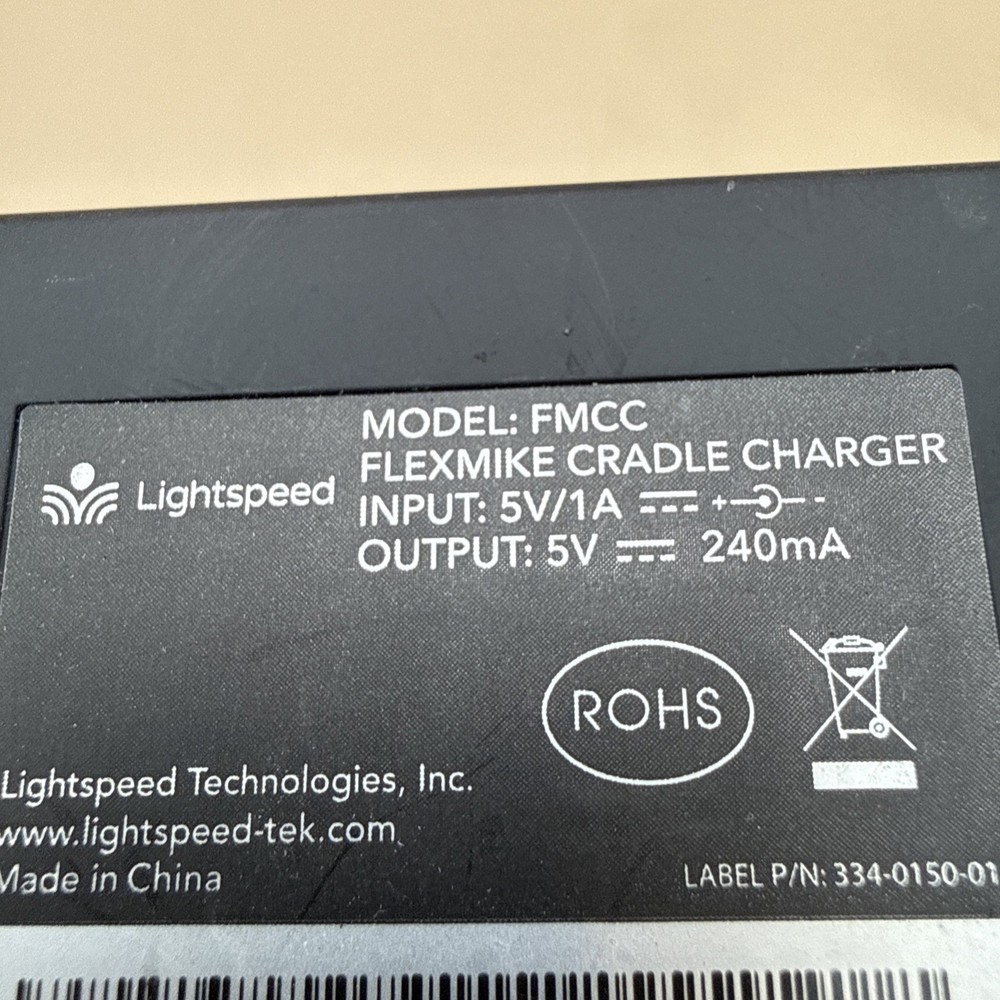 Lightspeed
MODEL: FMCC
FLEXMIKE CRADLE CHARGER
INPUT: 5V/1A ⎓ + -
OUTPUT: 5V ⎓ 240mA
ROHS
Lightspeed Technologies, Inc.
www.lightspeed-tek.com
Made in China
LABEL P/N: 334-0150-01